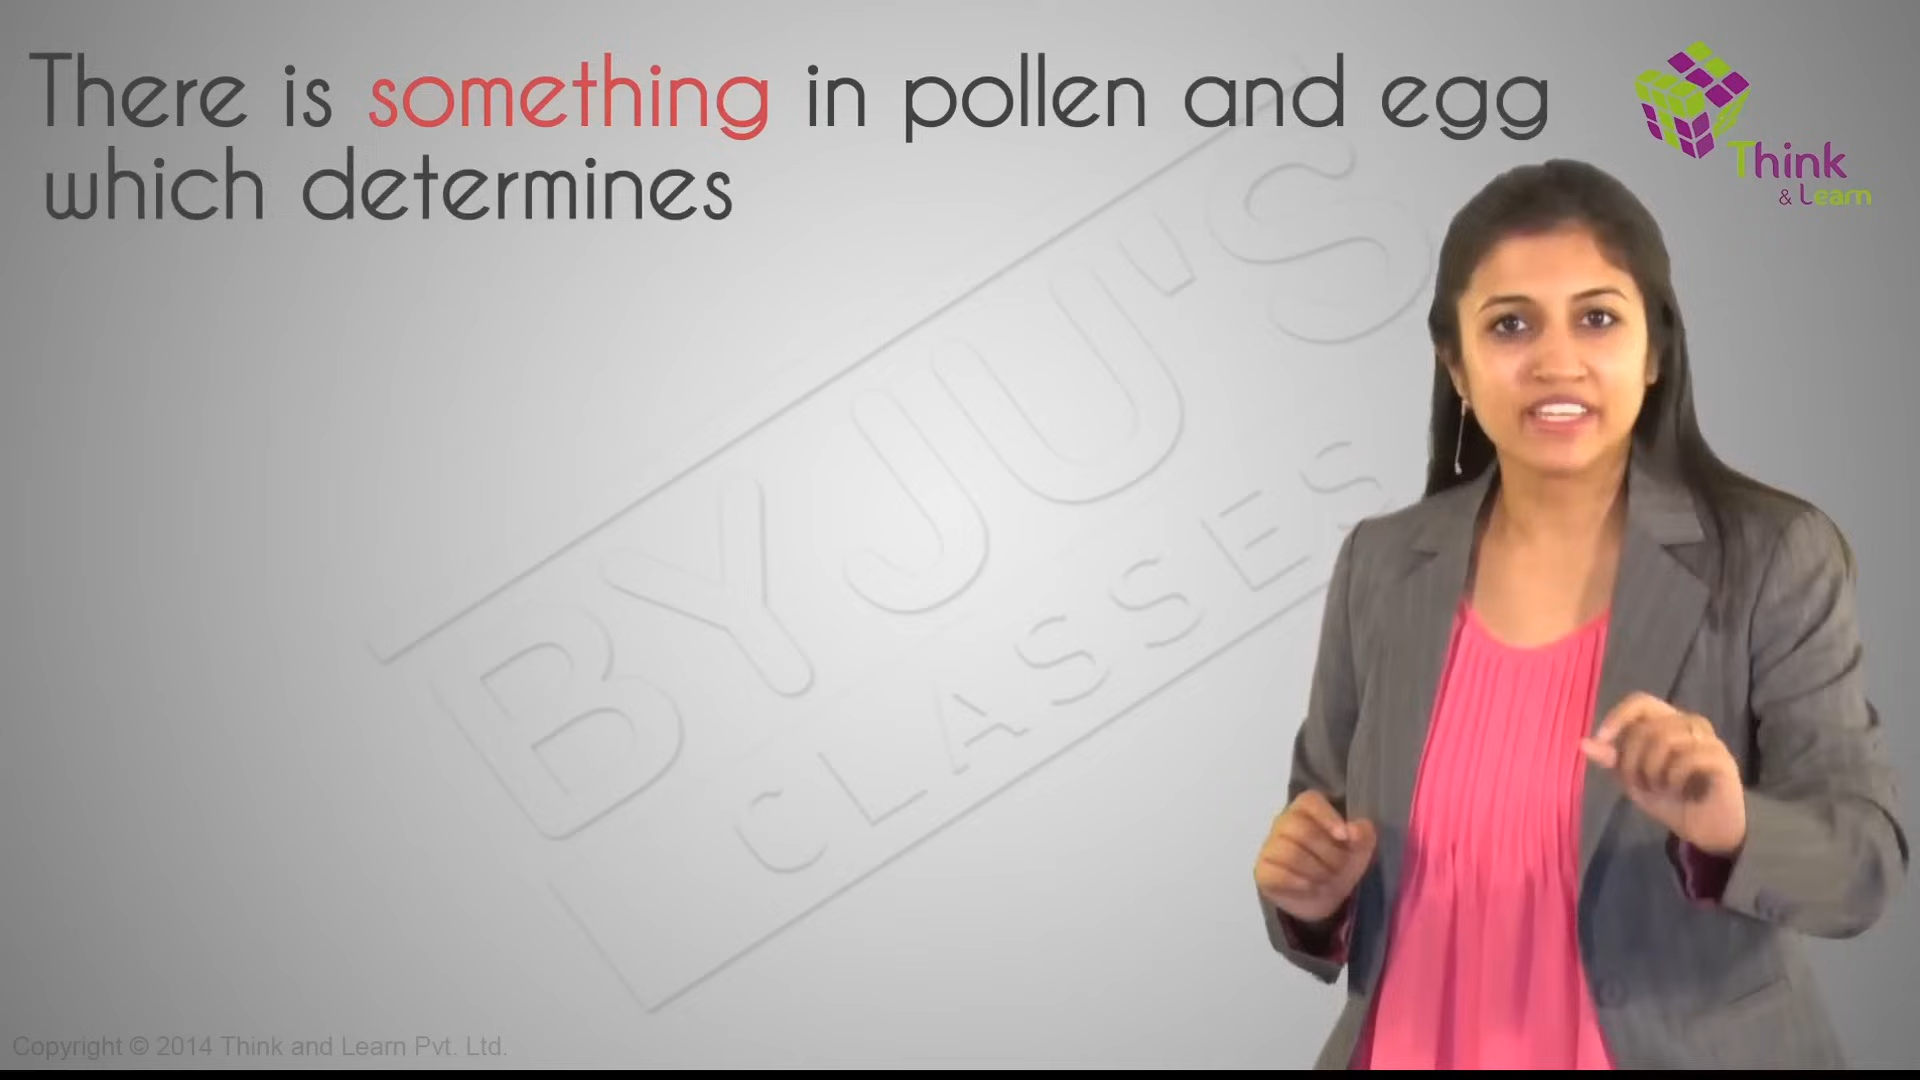 There is something in pollen and egg
which determines
Think
& Learn
BYJU'S
CLASSES
Copyright © 2014 Think and Learn Pvt. Ltd.